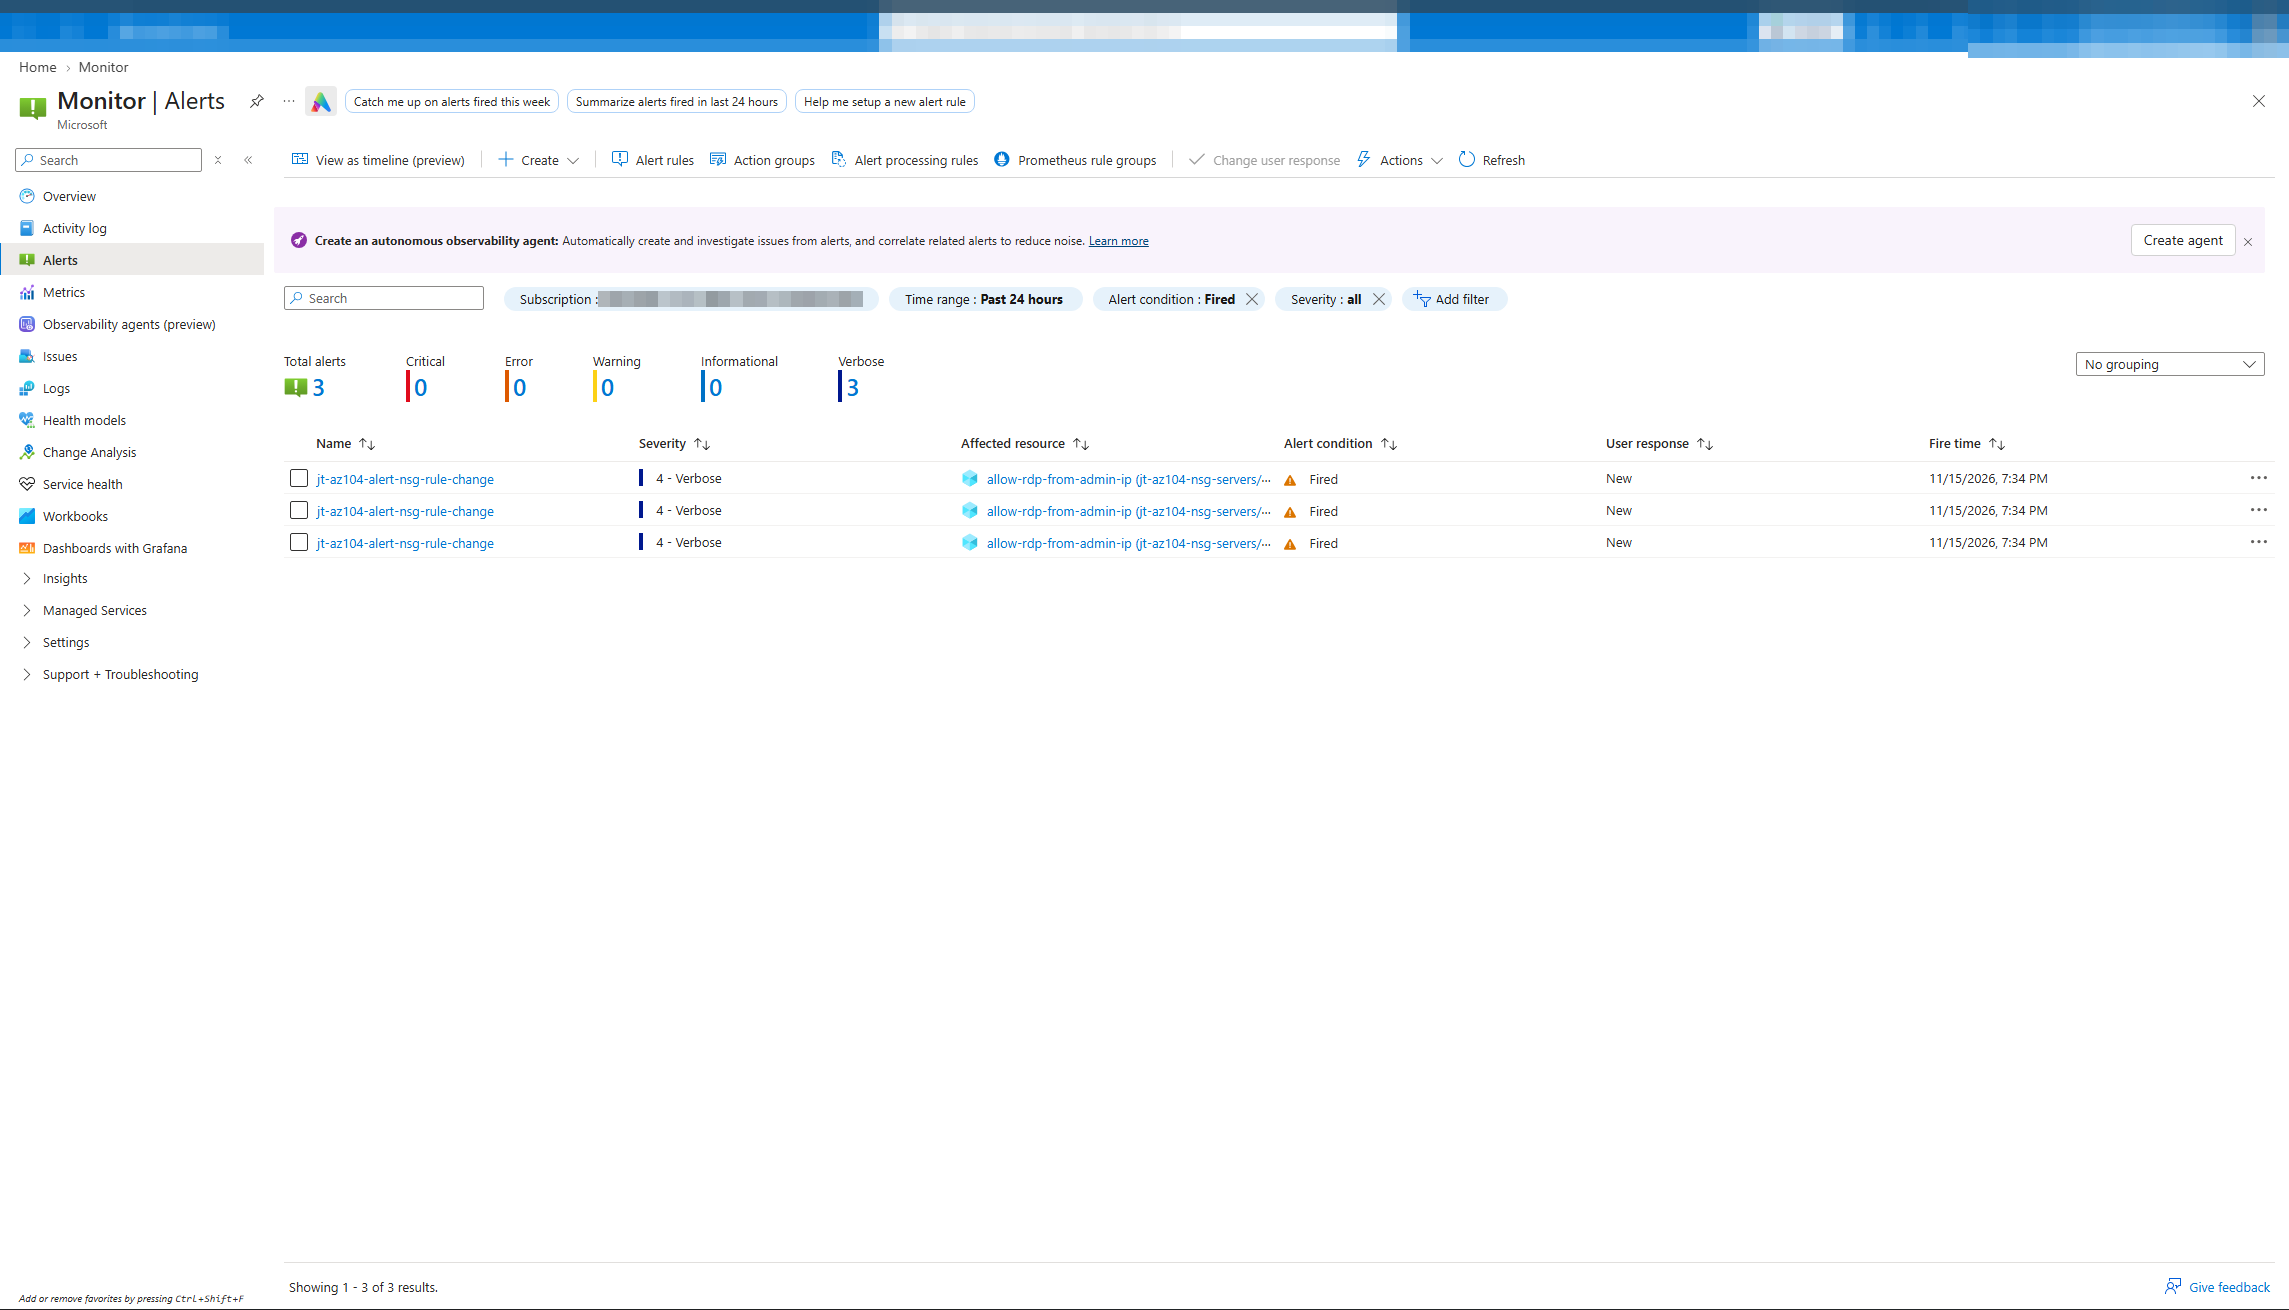 Home › Monitor
Monitor | Alerts
Microsoft
Catch me up on alerts fired this week
Summarize alerts fired in last 24 hours
Help me setup a new alert rule
Search
Overview
Activity log
Alerts
Metrics
Observability agents (preview)
Issues
Logs
Health models
Change Analysis
Service health
Workbooks
Dashboards with Grafana
Insights
Managed Services
Settings
Support + Troubleshooting
Add or remove favorites by pressing Ctrl+Shift+F
View as timeline (preview) Create Alert rules Action groups Alert processing rules Prometheus rule groups Change user response Actions Refresh
Create an autonomous observability agent: Automatically create and investigate issues from alerts, and correlate related alerts to reduce noise. Learn more
Create agent
Search Subscription : Time range : Past 24 hours Alert condition : Fired Severity : all Add filter
Total alerts Critical Error Warning Informational Verbose
3 0 0 0 0 3
No grouping
Name Severity Affected resource Alert condition User response Fire time
jt-az104-alert-nsg-rule-change 4 - Verbose allow-rdp-from-admin-ip (jt-az104-nsg-servers/··· Fired New 11/15/2026, 7:34 PM
jt-az104-alert-nsg-rule-change 4 - Verbose allow-rdp-from-admin-ip (jt-az104-nsg-servers/··· Fired New 11/15/2026, 7:34 PM
jt-az104-alert-nsg-rule-change 4 - Verbose allow-rdp-from-admin-ip (jt-az104-nsg-servers/··· Fired New 11/15/2026, 7:34 PM
Showing 1 - 3 of 3 results.
Give feedback